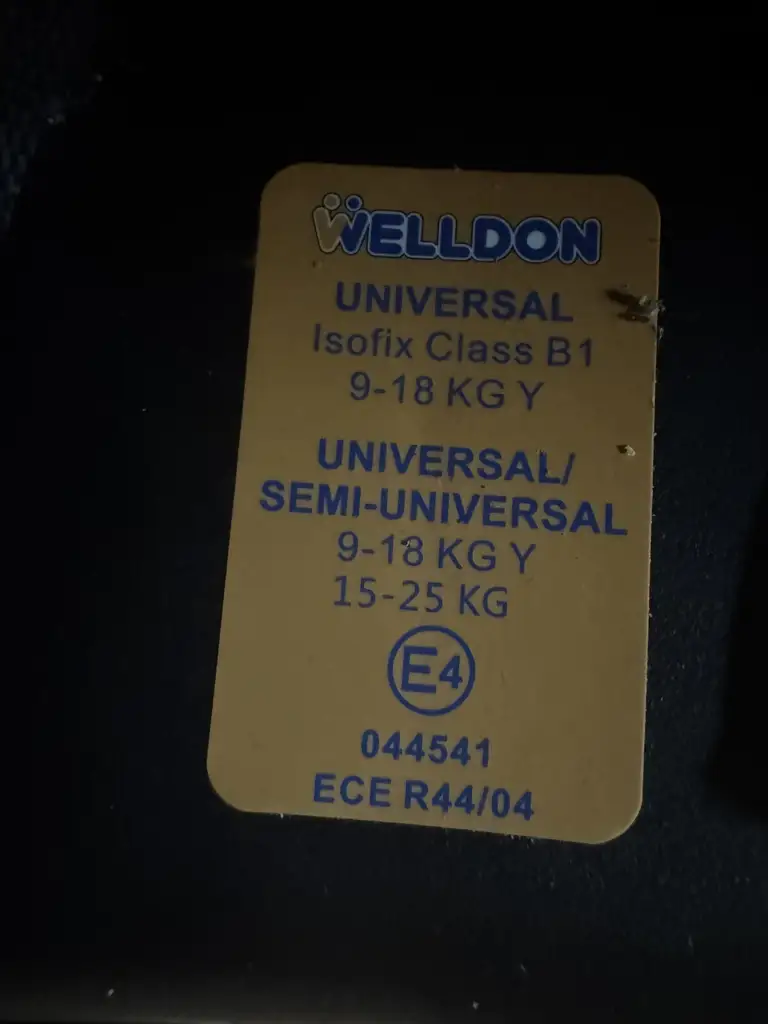 WELLDON
UNIVERSAL
Isofix Class B1
9-18 KG Y
UNIVERSAL/
SEMI-UNIVERSAL
9-18 KG Y
15-25 KG
E4
044541
ECE R44/04